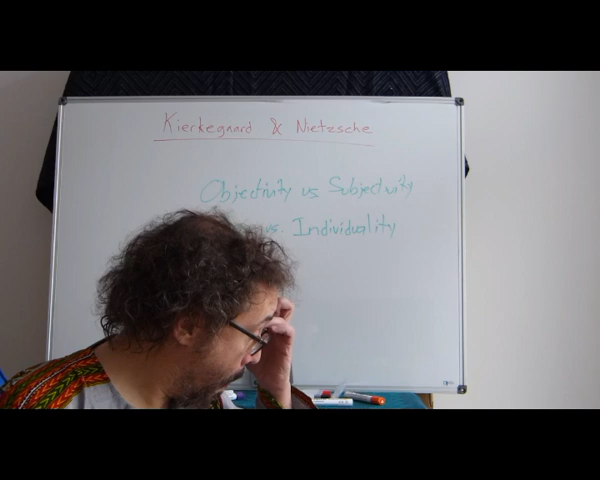 Kierkegaard & Nietzsche
Objectivity vs Subjectivity
vs. Individuality